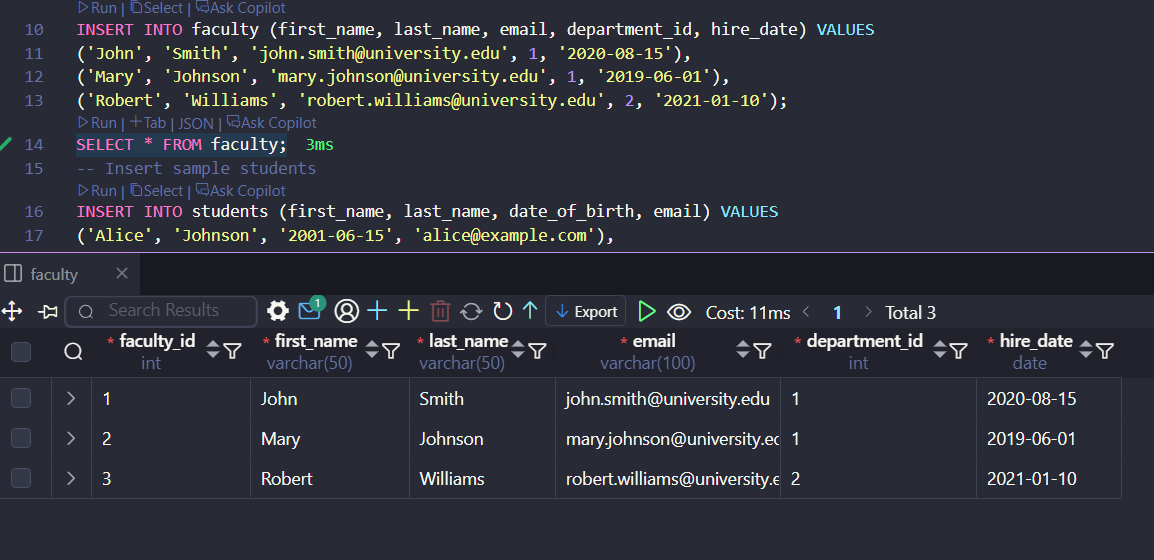 Run | Select | Ask Copilot
10 INSERT INTO faculty (first_name, last_name, email, department_id, hire_date) VALUES
11 ('John', 'Smith', 'john.smith@university.edu', 1, '2020-08-15'),
12 ('Mary', 'Johnson', 'mary.johnson@university.edu', 1, '2019-06-01'),
13 ('Robert', 'Williams', 'robert.williams@university.edu', 2, '2021-01-10');
Run | +Tab | JSON | Ask Copilot
14 SELECT * FROM faculty; 3ms
15 -- Insert sample students
Run | Select | Ask Copilot
16 INSERT INTO students (first_name, last_name, date_of_birth, email) VALUES
17 ('Alice', 'Johnson', '2001-06-15', 'alice@example.com'),
faculty
Search Results 1 Export Cost: 11ms < 1 > Total 3
* faculty_id * first_name * last_name * email * department_id * hire_date
int varchar(50) varchar(50) varchar(100) int date
> 1 John Smith john.smith@university.edu 1 2020-08-15
> 2 Mary Johnson mary.johnson@university.ec 1 2019-06-01
> 3 Robert Williams robert.williams@university.e 2 2021-01-10